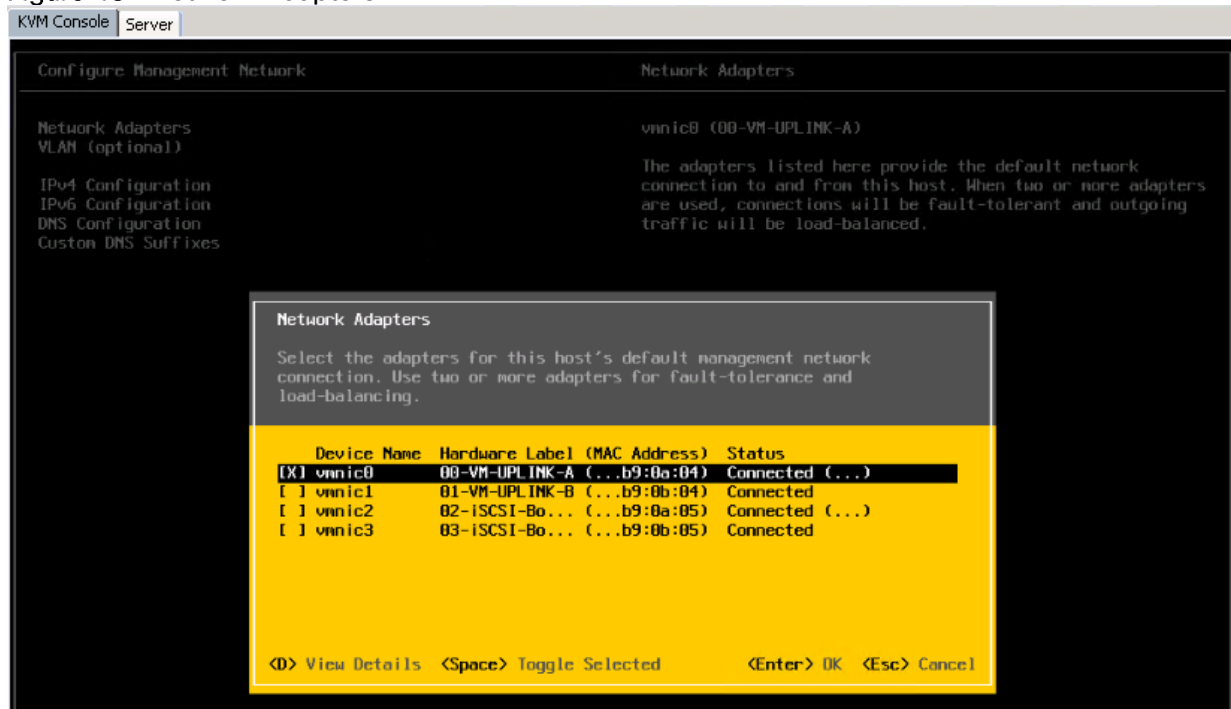 KVM Console Server
Configure Management Network
Network Adapters
Network Adapters
VLAN (optional)
IPv4 Configuration
IPv6 Configuration
DNS Configuration
Custom DNS Suffixes
vmnic0 (00-VM-UPLINK-A)
The adapters listed here provide the default network
connection to and from this host. When two or more adapters
are used, connections will be fault-tolerant and outgoing
traffic will be load-balanced.
Network Adapters
Select the adapters for this host's default management network
connection. Use two or more adapters for fault-tolerance and
load-balancing.
Device Name Hardware Label (MAC Address) Status
[X] vmnic0 00-VM-UPLINK-A (...b9:0a:04) Connected (...)
[ ] vmnic1 01-VM-UPLINK-B (...b9:0b:04) Connected
[ ] vmnic2 02-iSCSI-Bo... (...b9:0a:05) Connected (...)
[ ] vmnic3 03-iSCSI-Bo... (...b9:0b:05) Connected
<D> View Details <Space> Toggle Selected <Enter> OK <Esc> Cancel